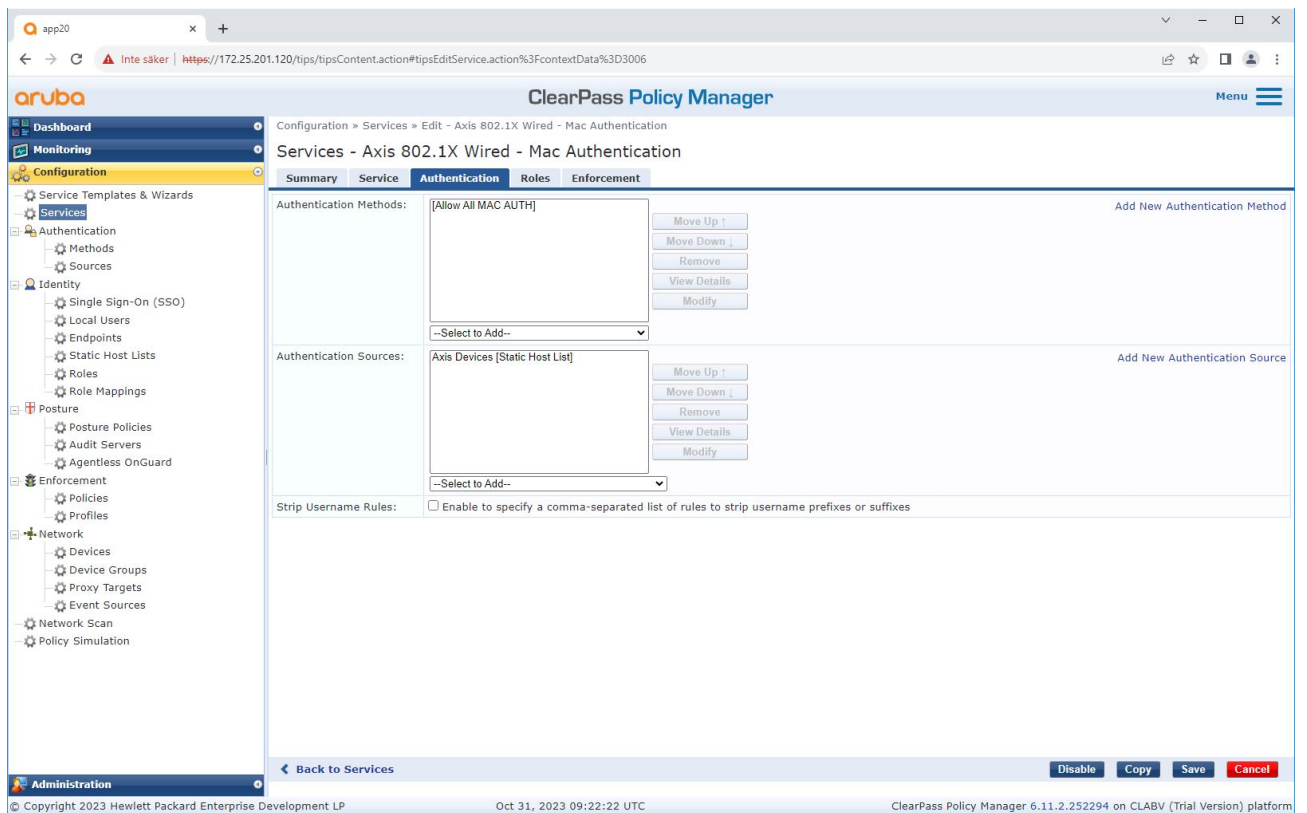 app20
Inte säker | https://172.25.201.120/tips/tipsContent.action#tipsEditService.action%3FcontextData%3D3006
aruba
ClearPass Policy Manager
Menu
Dashboard
Monitoring
Configuration
Service Templates & Wizards
Services
Authentication
Methods
Sources
Identity
Single Sign-On (SSO)
Local Users
Endpoints
Static Host Lists
Roles
Role Mappings
Posture
Posture Policies
Audit Servers
Agentless OnGuard
Enforcement
Policies
Profiles
Network
Devices
Device Groups
Proxy Targets
Event Sources
Network Scan
Policy Simulation
Administration
Configuration » Services » Edit - Axis 802.1X Wired - Mac Authentication
Services - Axis 802.1X Wired - Mac Authentication
Summary Service Authentication Roles Enforcement
Authentication Methods:
[Allow All MAC AUTH]
Move Up ↑
Move Down ↓
Remove
View Details
Modify
--Select to Add--
Add New Authentication Method
Authentication Sources:
Axis Devices [Static Host List]
Move Up ↑
Move Down ↓
Remove
View Details
Modify
--Select to Add--
Add New Authentication Source
Strip Username Rules:
Enable to specify a comma-separated list of rules to strip username prefixes or suffixes
Back to Services
Disable Copy Save Cancel
© Copyright 2023 Hewlett Packard Enterprise Development LP
Oct 31, 2023 09:22:22 UTC
ClearPass Policy Manager 6.11.2.252294 on CLABV (Trial Version) platform